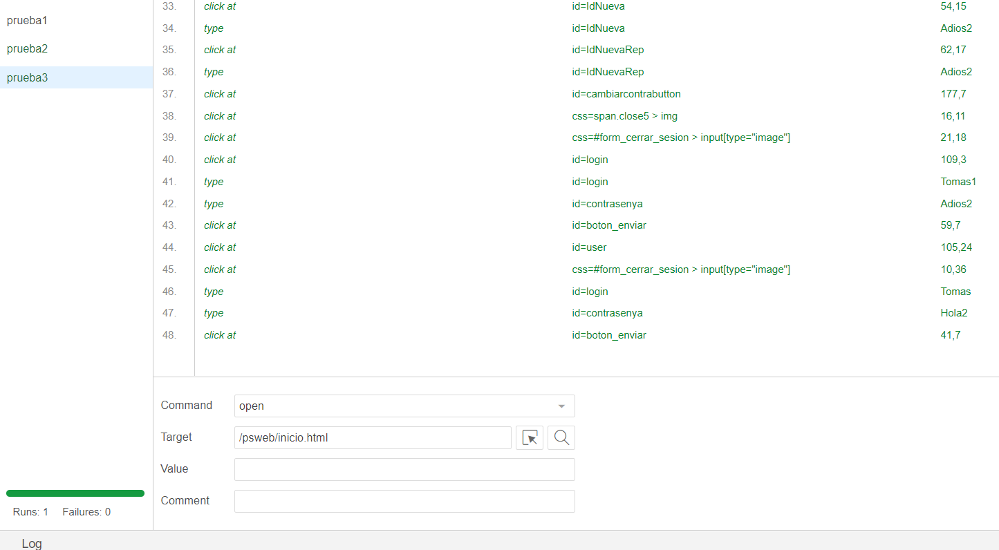 prueba1
prueba2
prueba3
33. click at id=IdNueva 54,15
34. type id=IdNueva Adios2
35. click at id=IdNuevaRep 62,17
36. type id=IdNuevaRep Adios2
37. click at id=cambiarcontrabutton 177,7
38. click at css=span.close5 > img 16,11
39. click at css=#form_cerrar_sesion > input[type="image"] 21,18
40. click at id=login 109,3
41. type id=login Tomas1
42. type id=contrasenya Adios2
43. click at id=boton_enviar 59,7
44. click at id=user 105,24
45. click at css=#form_cerrar_sesion > input[type="image"] 10,36
46. type id=login Tomas
47. type id=contrasenya Hola2
48. click at id=boton_enviar 41,7
Command open
Target /psweb/inicio.html
Value
Comment
Runs: 1 Failures: 0
Log